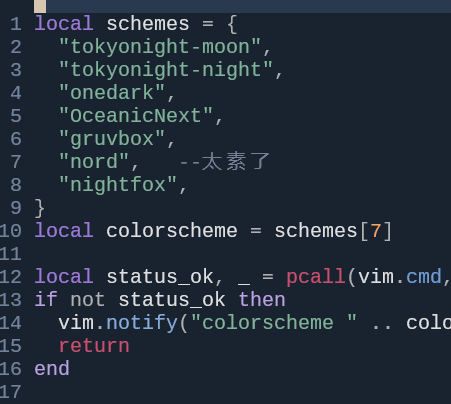 1 local schemes = {
2   "tokyonight-moon",
3   "tokyonight-night",
4   "onedark",
5   "OceanicNext",
6   "gruvbox",
7   "nord",   --太素了
8   "nightfox",
9 }
10 local colorscheme = schemes[7]
11
12 local status_ok, _ = pcall(vim.cmd,
13 if not status_ok then
14   vim.notify("colorscheme " .. colo
15   return
16 end
17